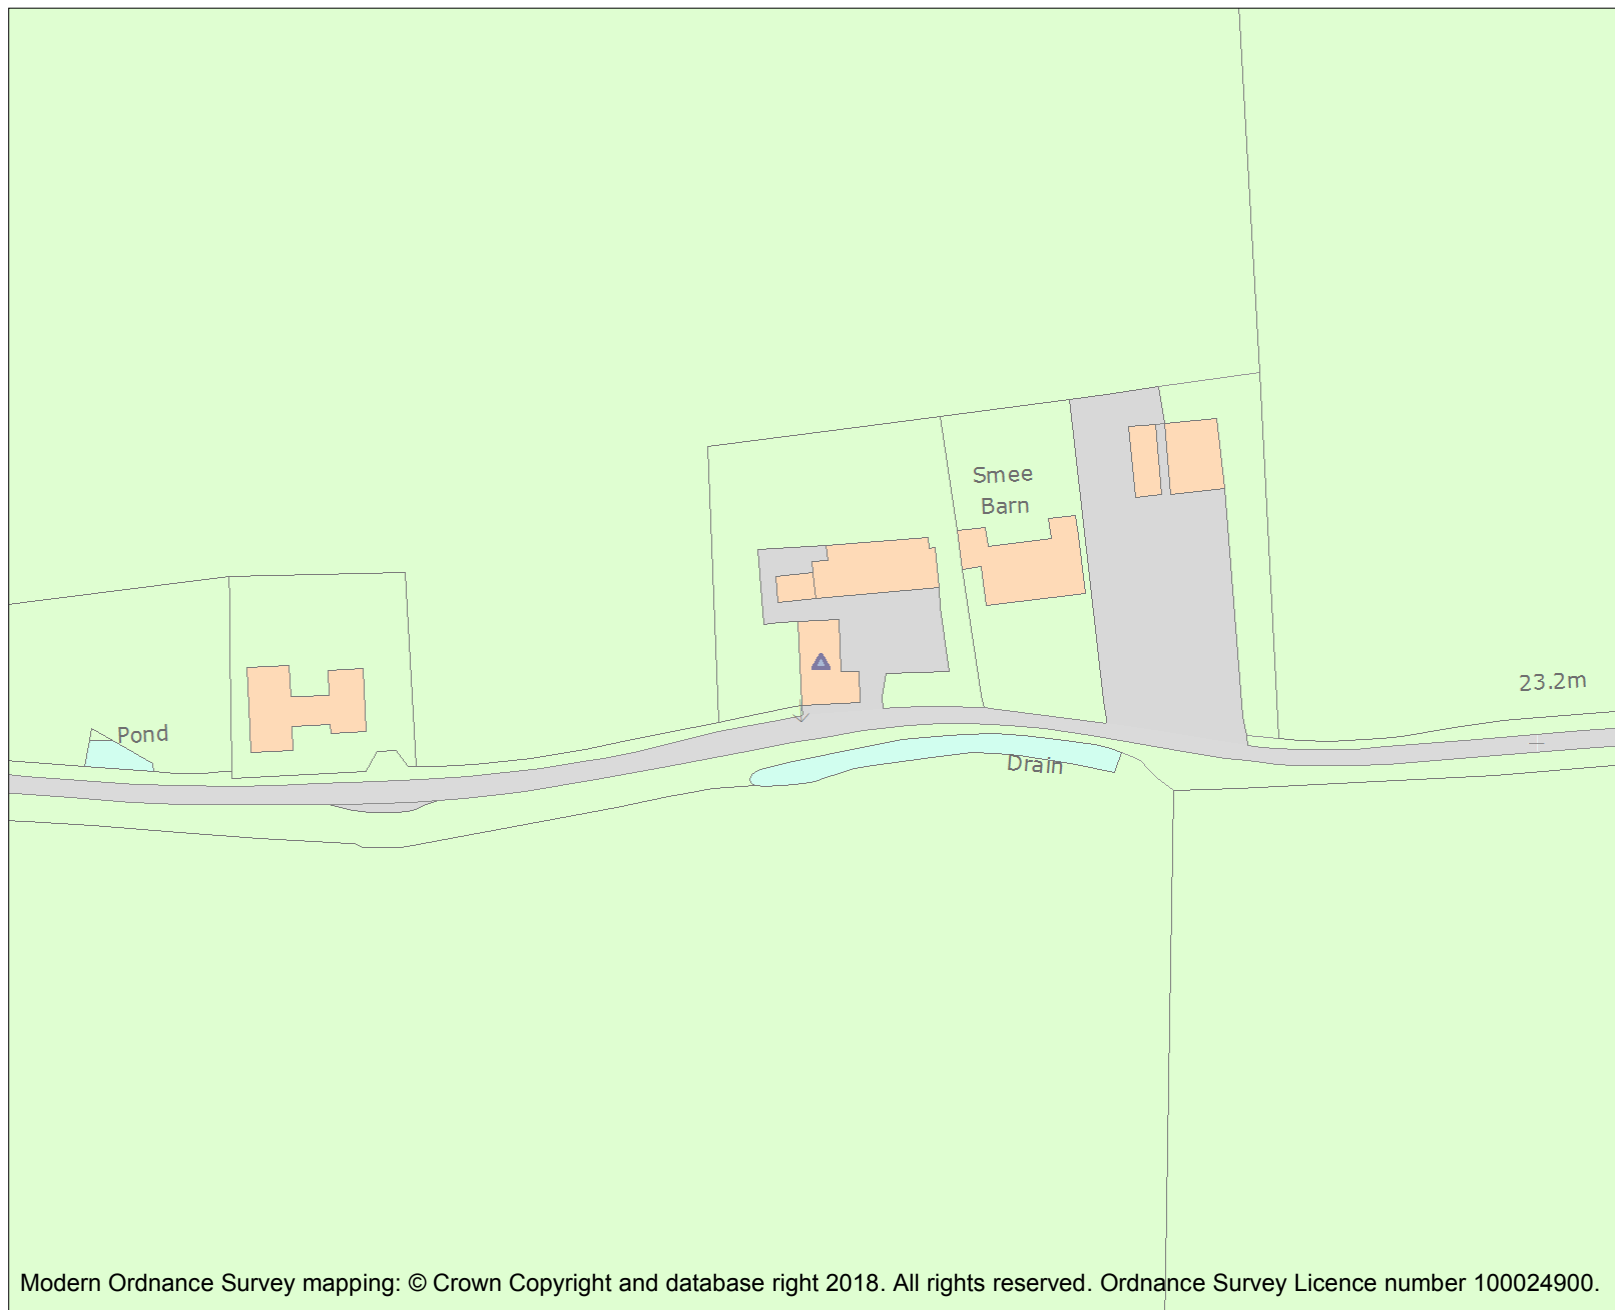 Smee
Barn
23.2m
Pond
Drain
Modern Ordnance Survey mapping: © Crown Copyright and database right 2018. All rights reserved. Ordnance Survey Licence number 100024900.